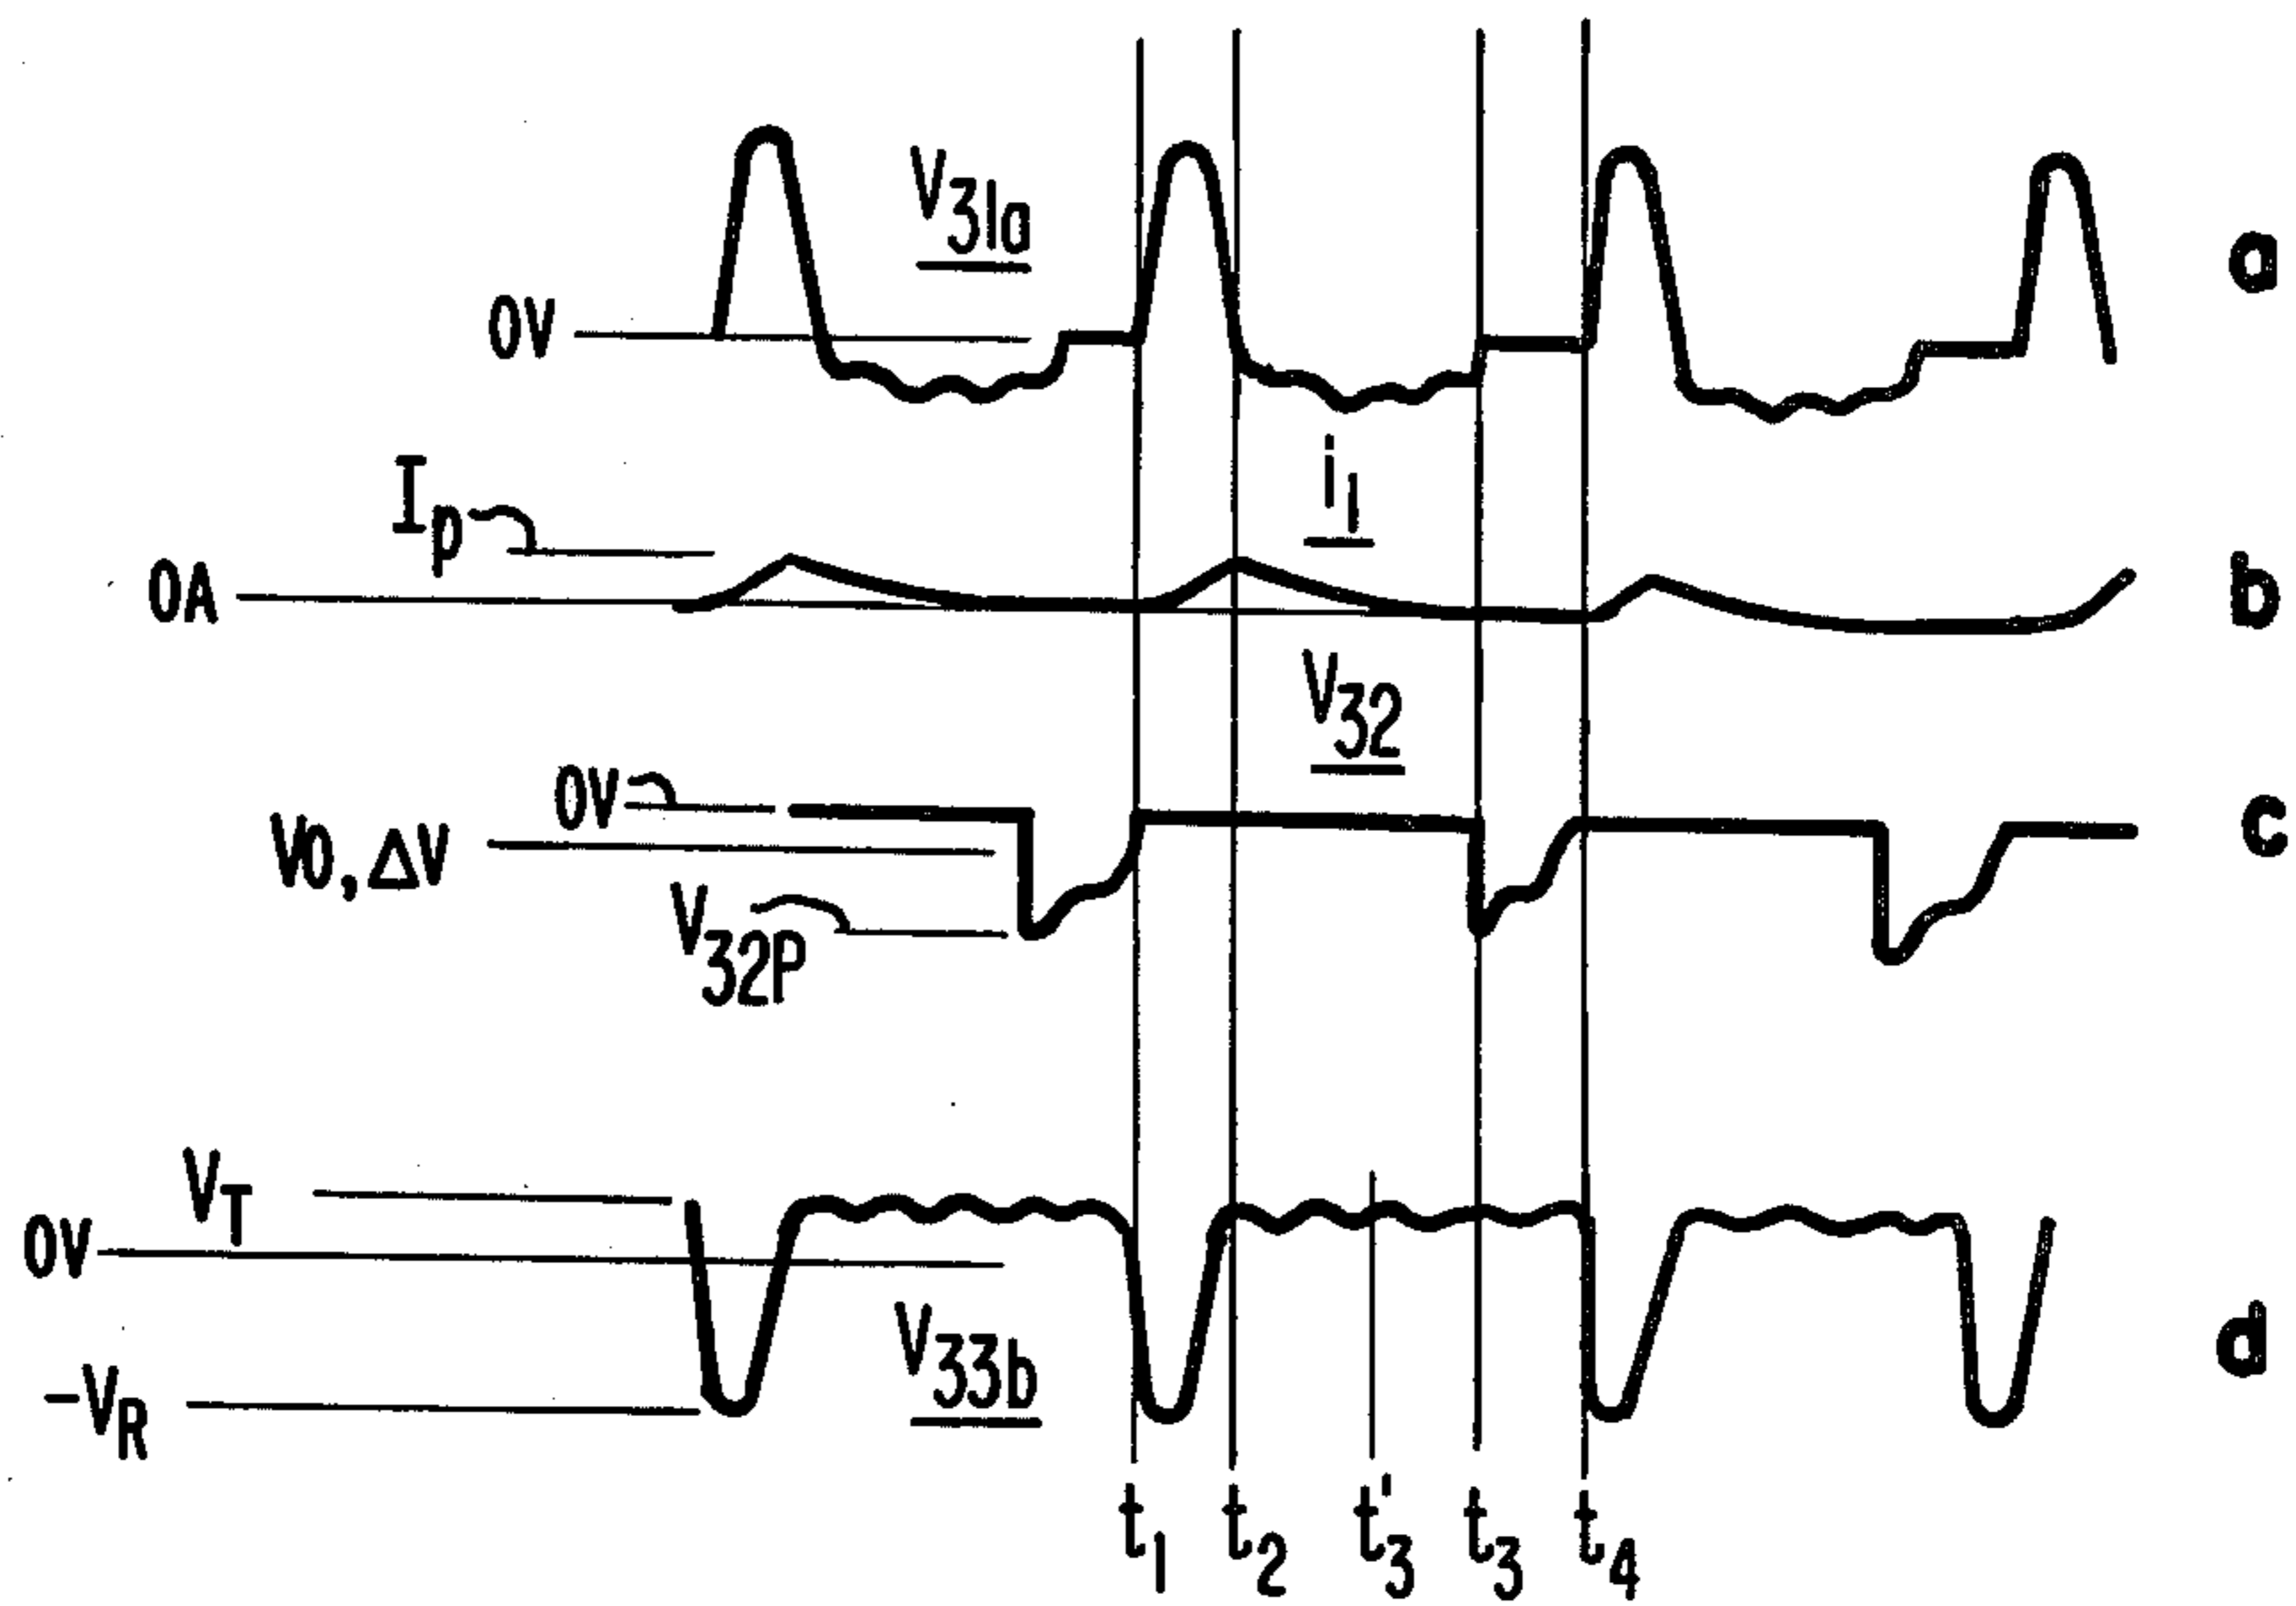 V31a
0V
a
Ip
i1
0A
b
V32
0V
V0, ΔV
c
V32P
VT
0V
V33b
d
-VR
t1 t2 t'3 t3 t4